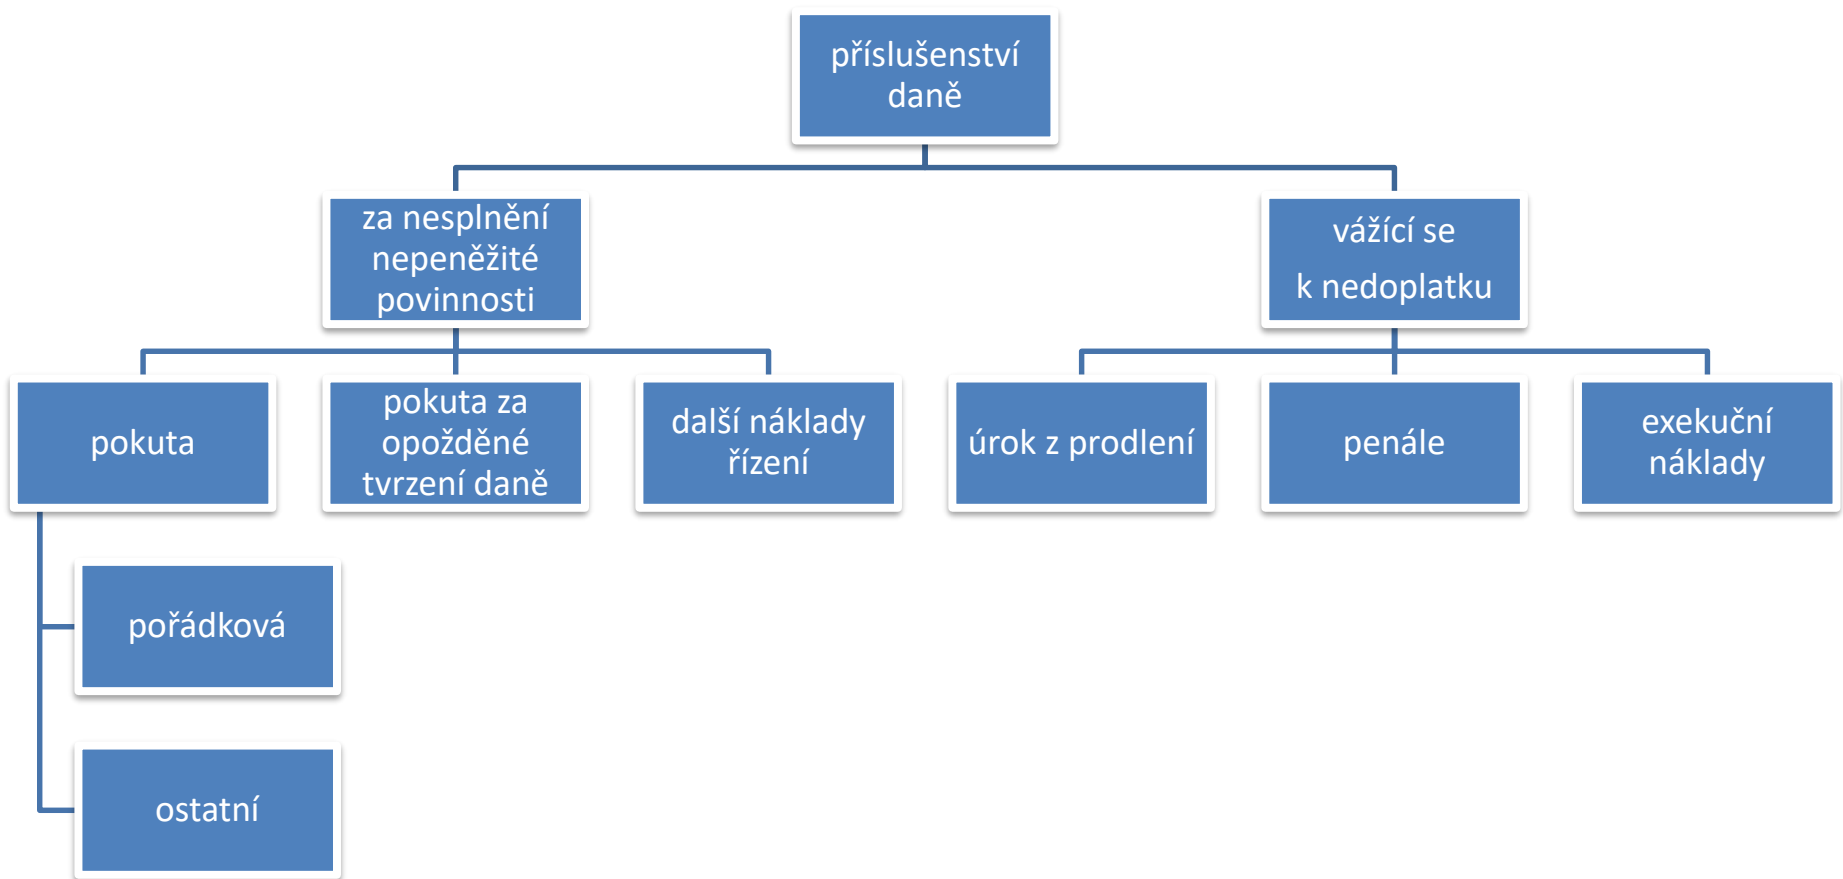 příslušenství
daně
za nesplnění
nepeněžité
povinnosti
vážící se
k nedoplatku
pokuta
pokuta za
opožděné
tvrzení daně
další náklady
řízení
úrok z prodlení
penále
exekuční
náklady
pořádková
ostatní